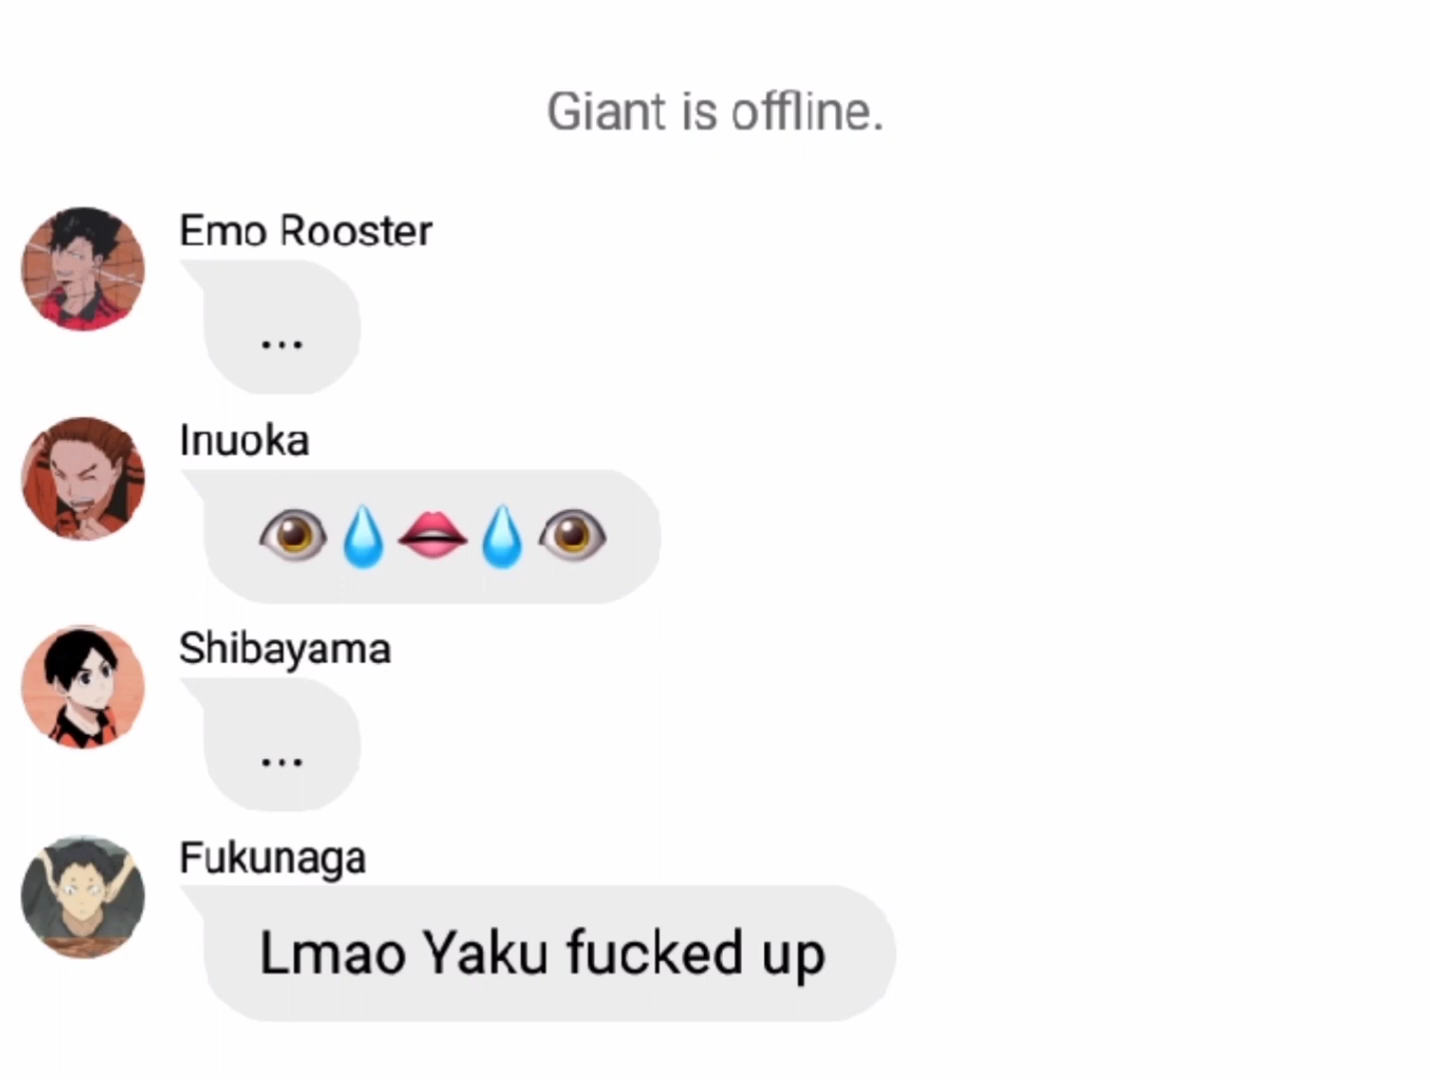 Giant is offline.
Emo Rooster
...
Inuoka
👁💧👄💧👁
Shibayama
...
Fukunaga
Lmao Yaku fucked up